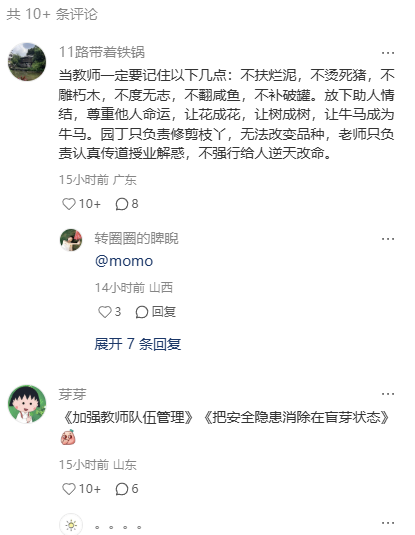 共 10+ 条评论
11路带着铁锅
当教师一定要记住以下几点：不扶烂泥，不烫死猪，不
雕朽木，不度无志，不翻咸鱼，不补破罐。放下助人情
结，尊重他人命运，让花成花，让树成树，让牛马成为
牛马。园丁只负责修剪枝丫，无法改变品种，老师只负
责认真传道授业解惑，不强行给人逆天改命。
15小时前 广东
10+ 8
转圈圈的睥睨
@momo
14小时前 山西
3 回复
展开 7 条回复
芽芽
《加强教师队伍管理》《把安全隐患消除在盲芽状态》
15小时前 山东
10+ 6
。。。。